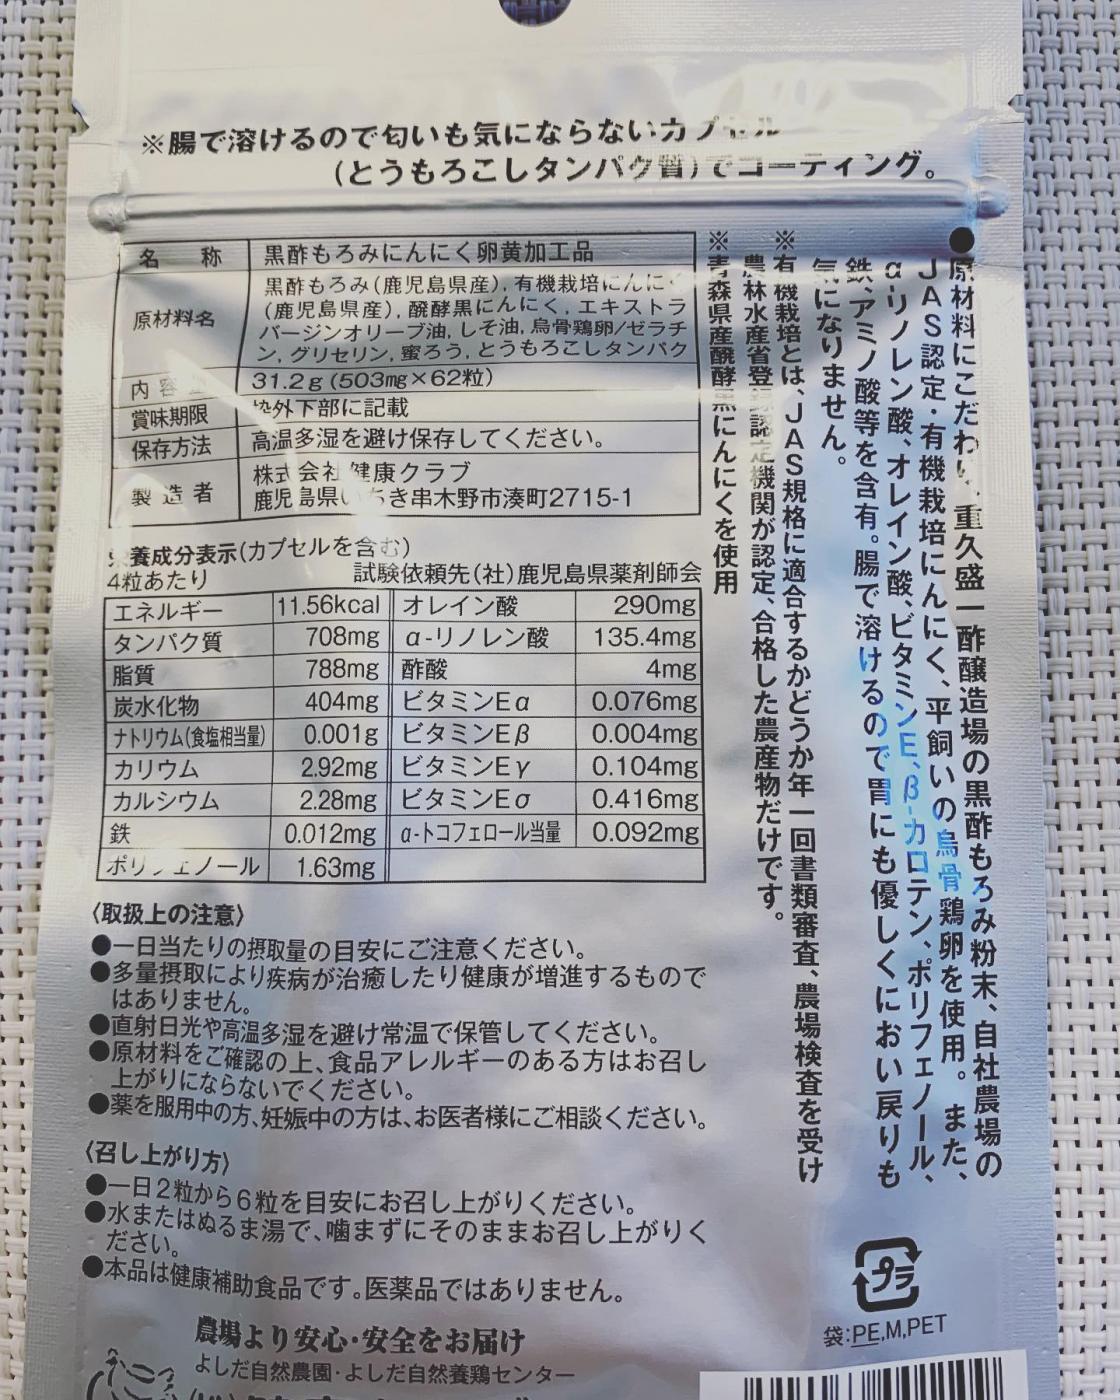 ※腸で溶けるので匂いも気にならないカプセル
(とうもろこしタンパク質)でコーティング。
名 称 黒酢もろみにんにく卵黄加工品
原材料名 黒酢もろみ(鹿児島県産),有機栽培にんにく
(鹿児島県産),醗酵黒にんにく,エキストラ
バージンオリーブ油,しそ油,烏骨鶏卵/ゼラチ
ン,グリセリン,蜜ろう,とうもろこしタンパク
内容 31.2g(503mg×62粒)
賞味期限 枠外下部に記載
保存方法 高温多湿を避け保存してください。
製造者 株式会社健康クラブ
鹿児島県いちき串木野市湊町2715-1
栄養成分表示(カプセルを含む)
4粒あたり 試験依頼先(社)鹿児島県薬剤師会
エネルギー 11.56kcal オレイン酸 290mg
タンパク質 708mg α-リノレン酸 135.4mg
脂質 788mg 酢酸 4mg
炭水化物 404mg ビタミンEα 0.076mg
ナトリウム(食塩相当量) 0.001g ビタミンEβ 0.004mg
カリウム 2.92mg ビタミンEγ 0.104mg
カルシウム 2.28mg ビタミンEσ 0.416mg
鉄 0.012mg α-トコフェロール当量 0.092mg
ポリフェノール 1.63mg
〈取扱上の注意〉
●一日当たりの摂取量の目安にご注意ください。
●多量摂取により疾病が治癒したり健康が増進するもので
はありません。
●直射日光や高温多湿を避け常温で保管してください。
●原材料をご確認の上、食品アレルギーのある方はお召し
上がりにならないでください。
●薬を服用中の方、妊娠中の方は、お医者様にご相談ください。
〈召し上がり方〉
●一日2粒から6粒を目安にお召し上がりください。
●水またはぬるま湯で、噛まずにそのままお召し上がりく
ださい。
●本品は健康補助食品です。医薬品ではありません。
農場より安心・安全をお届け
よしだ自然農園・よしだ自然養鶏センター
●原材料にこだわり、重久盛一酢醸造場の黒酢もろみ粉末、自社農場の
JAS認定・有機栽培にんにく、平飼いの烏骨鶏卵を使用。また、
α-リノレン酸、オレイン酸、ビタミンE、β-カロテン、ポリフェノール、
鉄、アミノ酸等を含有。腸で溶けるので胃にも優しくにおい戻りも
気になりません。
※有機栽培とは、JAS規格に適合するかどうか年一回書類審査、農場検査を受け
農林水産省登録認定機関が認定、合格した農産物だけです。
※青森県産醗酵黒にんにくを使用
プラ
袋:PE,M,PET